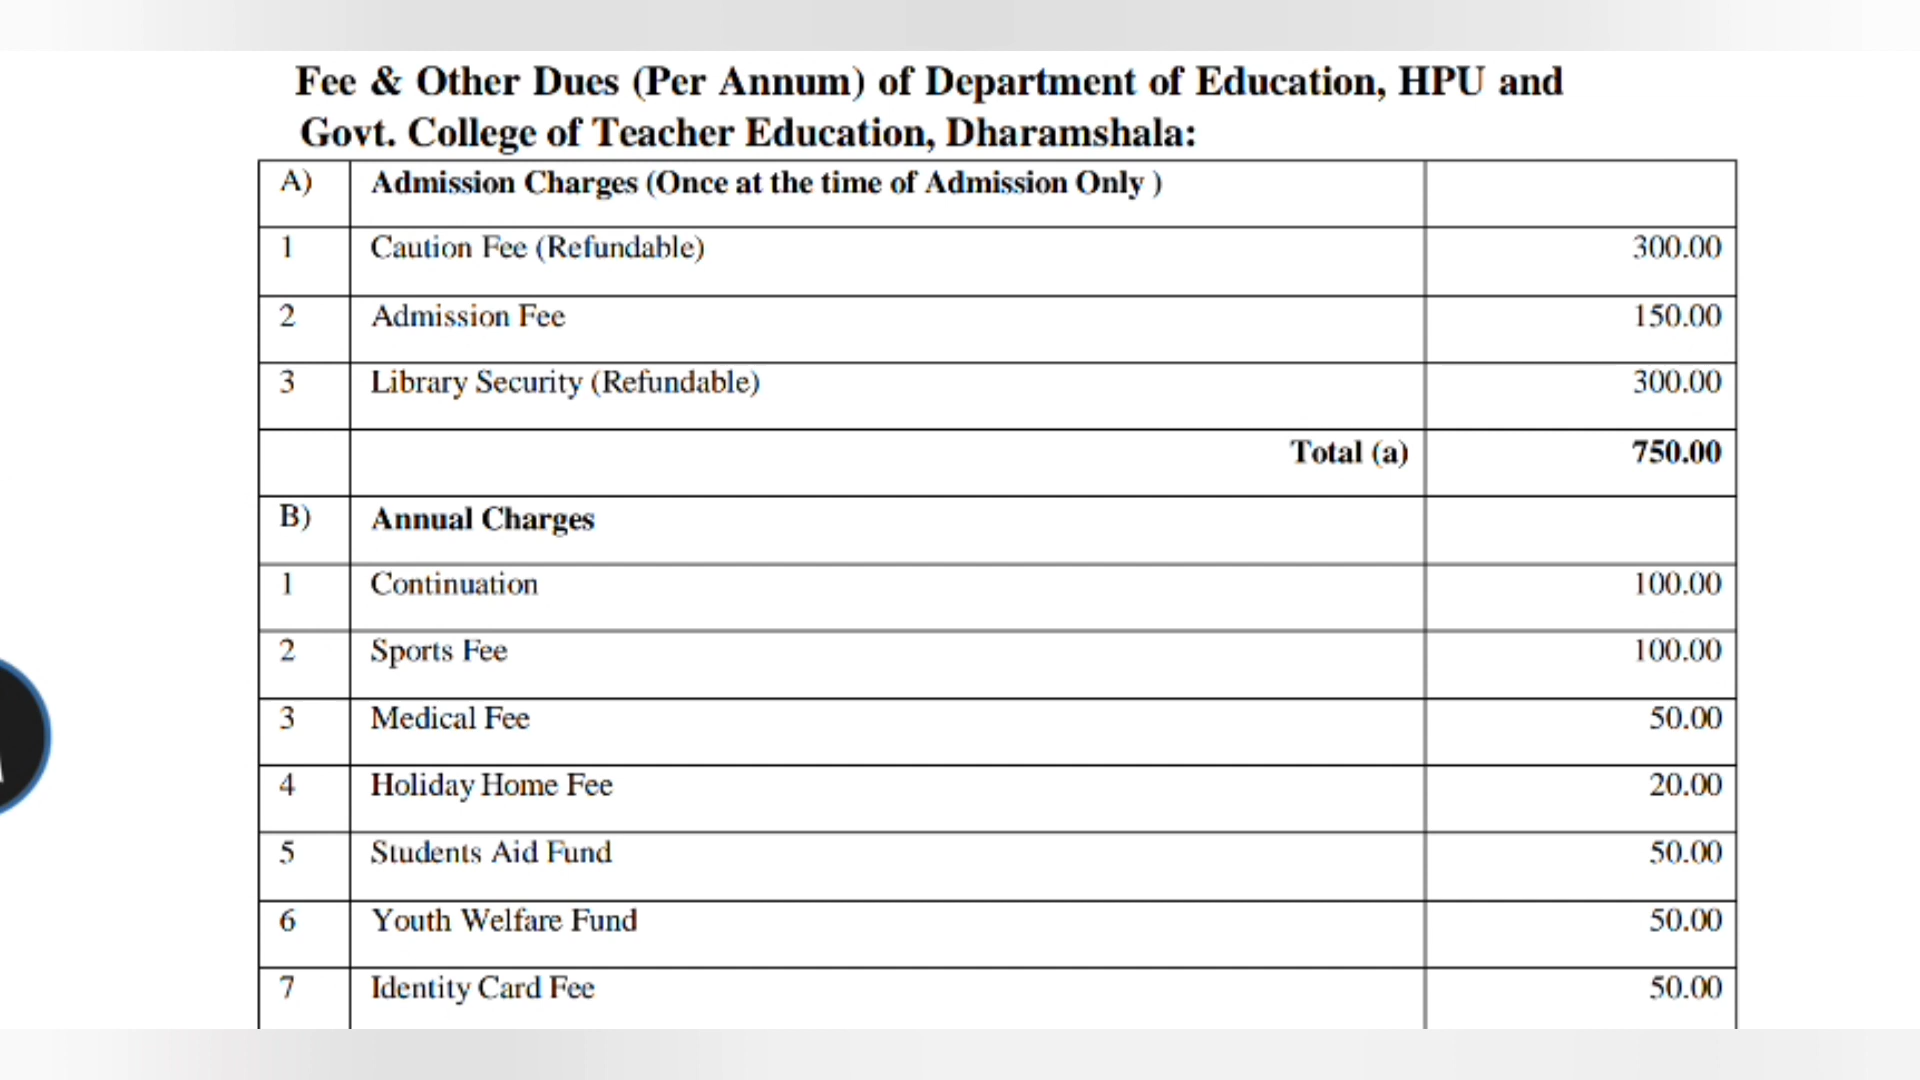 Fee & Other Dues (Per Annum) of Department of Education, HPU and
Govt. College of Teacher Education, Dharamshala:
A) Admission Charges (Once at the time of Admission Only )
1 Caution Fee (Refundable) 300.00
2 Admission Fee 150.00
3 Library Security (Refundable) 300.00
Total (a) 750.00
B) Annual Charges
1 Continuation 100.00
2 Sports Fee 100.00
3 Medical Fee 50.00
4 Holiday Home Fee 20.00
5 Students Aid Fund 50.00
6 Youth Welfare Fund 50.00
7 Identity Card Fee 50.00